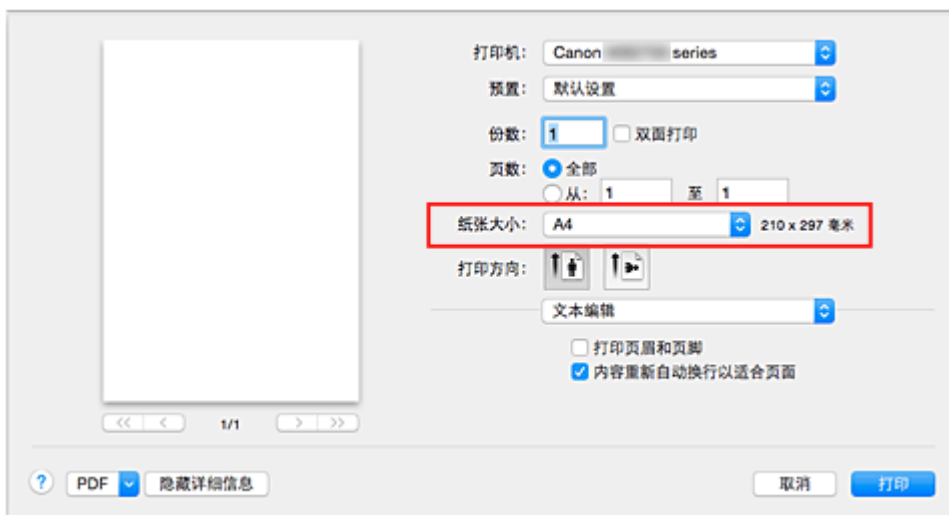 打印机: Canon series
预置: 默认设置
份数: 1 双面打印
页数: 全部
从: 1 至 1
纸张大小: A4 210 x 297 毫米
打印方向:
文本编辑
打印页眉和页脚
内容重新自动换行以适合页面
<< < 1/1 > >>
? PDF 隐藏详细信息 取消 打印